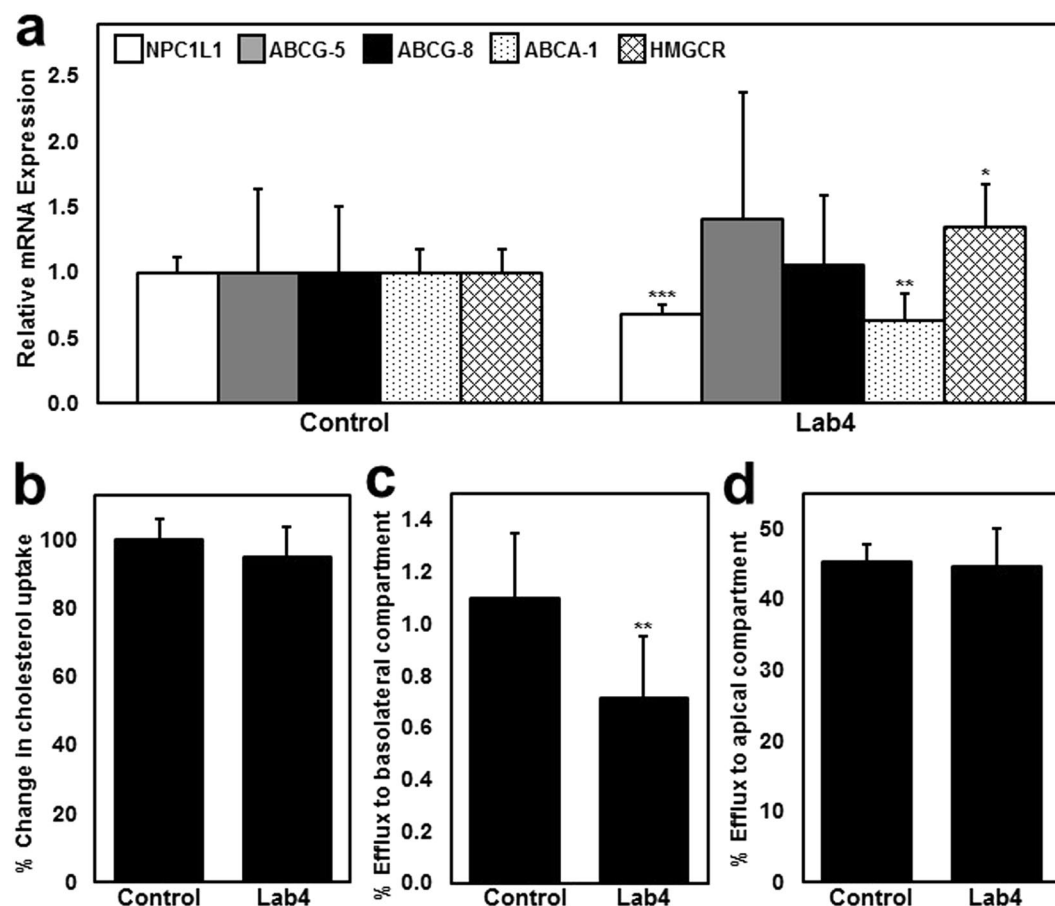 a
NPC1L1 ABCG-5 ABCG-8 ABCA-1 HMGCR
Relative mRNA Expression
2.5
2.0
1.5
1.0
0.5
0.0
***
**
*
Control Lab4
b
% Change in cholesterol uptake
100
80
60
40
20
0
Control Lab4
c
% Efflux to basolateral compartment
1.4
1.2
1.0
0.8
0.6
0.4
0.2
0.0
**
Control Lab4
d
% Efflux to apical compartment
50
40
30
20
10
0
Control Lab4